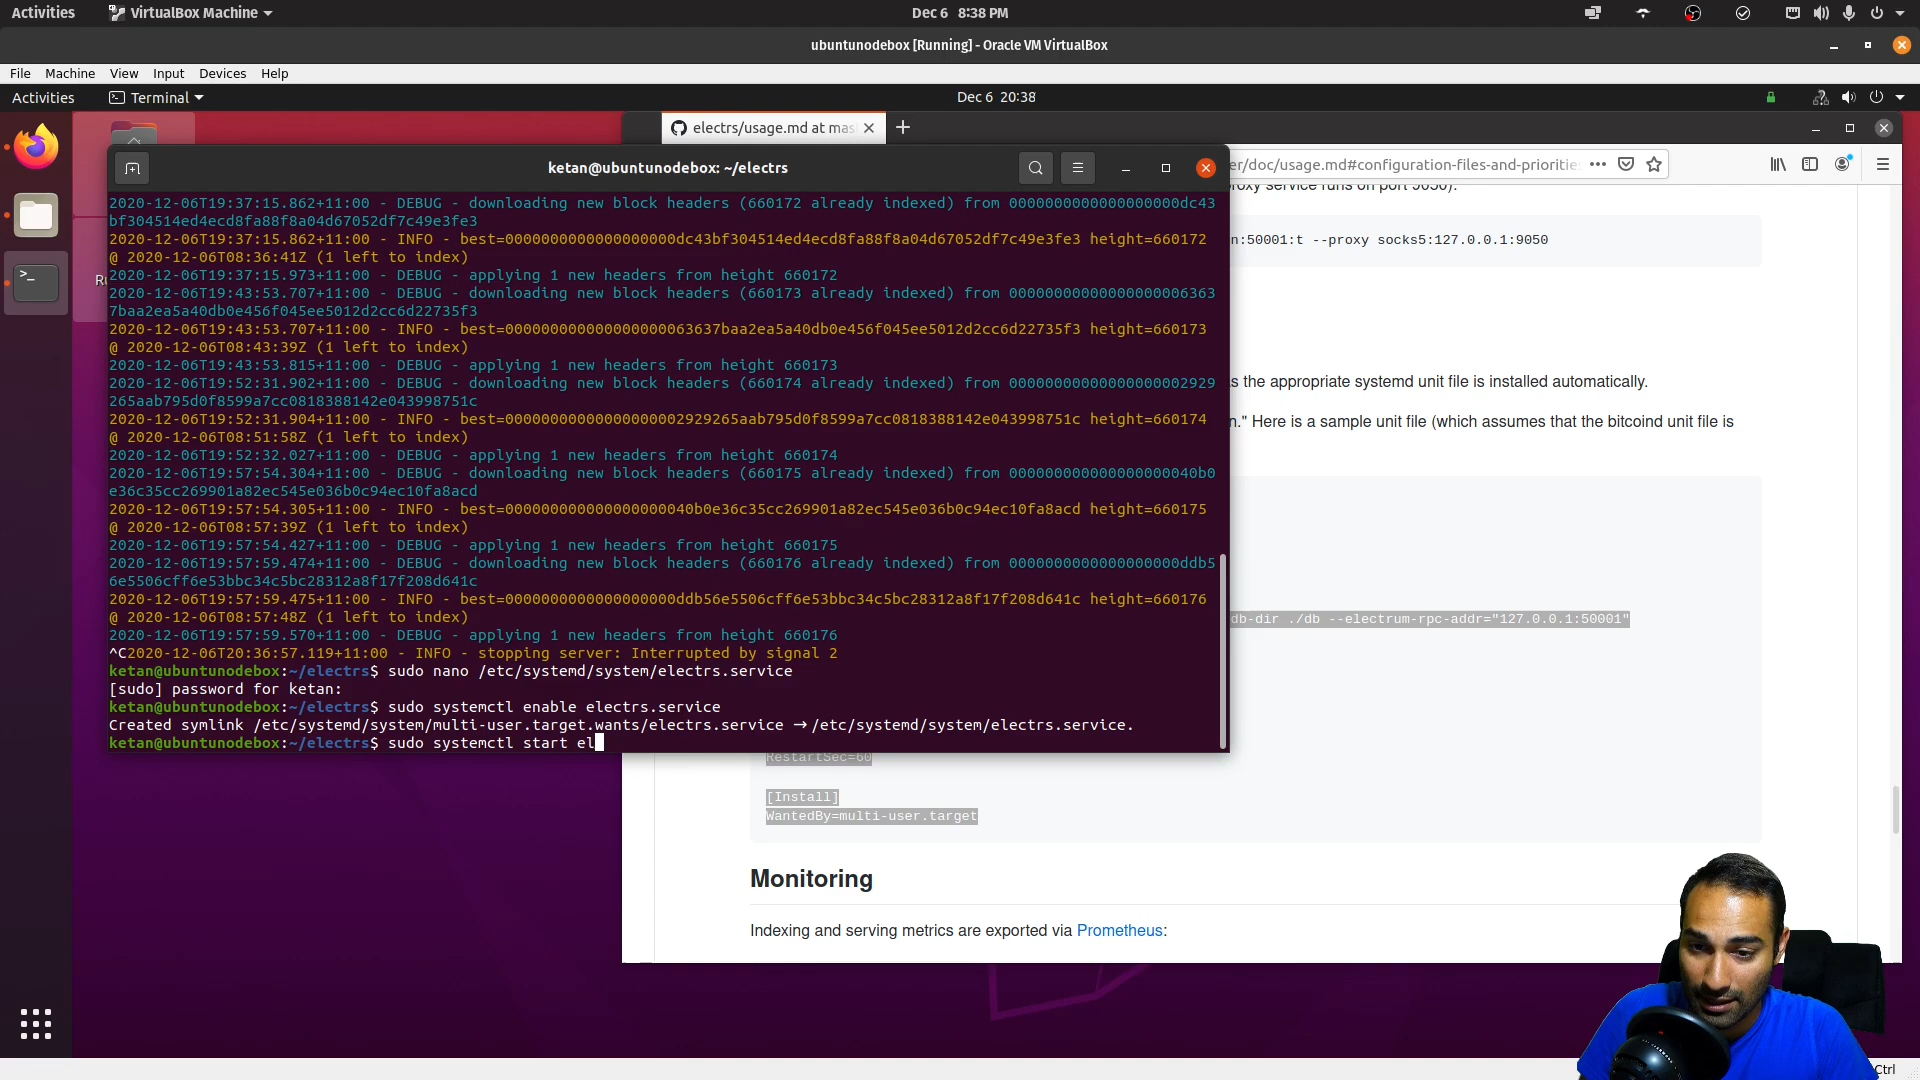 Activities
VirtualBox Machine
Dec 6 8:38 PM
ubuntunodebox [Running] - Oracle VM VirtualBox
File Machine View Input Devices Help
Activities
Terminal
Dec 6 20:38
electrs/usage.md at mas
er/doc/usage.md#configuration-files-and-prioritie
ketan@ubuntunodebox: ~/electrs
2020-12-06T19:37:15.862+11:00 - DEBUG - downloading new block headers (660172 already indexed) from 0000000000000000000dc43
bf304514ed4ecd8fa88f8a04d67052df7c49e3fe3
2020-12-06T19:37:15.862+11:00 - INFO - best=0000000000000000000dc43bf304514ed4ecd8fa88f8a04d67052df7c49e3fe3 height=660172
@ 2020-12-06T08:36:41Z (1 left to index)
2020-12-06T19:37:15.973+11:00 - DEBUG - applying 1 new headers from height 660172
2020-12-06T19:43:53.707+11:00 - DEBUG - downloading new block headers (660173 already indexed) from 00000000000000000006363
7baa2ea5a40db0e456f045ee5012d2cc6d22735f3
2020-12-06T19:43:53.707+11:00 - INFO - best=00000000000000000006363​7baa2ea5a40db0e456f045ee5012d2cc6d22735f3 height=660173
@ 2020-12-06T08:43:39Z (1 left to index)
2020-12-06T19:43:53.815+11:00 - DEBUG - applying 1 new headers from height 660173
2020-12-06T19:52:31.902+11:00 - DEBUG - downloading new block headers (660174 already indexed) from 00000000000000000002929
265aab795d0f8599a7cc0818388142e043998751c
2020-12-06T19:52:31.904+11:00 - INFO - best=00000000000000000002929265aab795d0f8599a7cc0818388142e043998751c height=660174
@ 2020-12-06T08:51:58Z (1 left to index)
2020-12-06T19:52:32.027+11:00 - DEBUG - applying 1 new headers from height 660174
2020-12-06T19:57:54.304+11:00 - DEBUG - downloading new block headers (660175 already indexed) from 000000000000000000040b0
e36c35cc269901a82ec545e036b0c94ec10fa8acd
2020-12-06T19:57:54.305+11:00 - INFO - best=000000000000000000040b0e36c35cc269901a82ec545e036b0c94ec10fa8acd height=660175
@ 2020-12-06T08:57:39Z (1 left to index)
2020-12-06T19:57:54.427+11:00 - DEBUG - applying 1 new headers from height 660175
2020-12-06T19:57:59.474+11:00 - DEBUG - downloading new block headers (660176 already indexed) from 0000000000000000000ddb5
6e5506cff6e53bbc34c5bc28312a8f17f208d641c
2020-12-06T19:57:59.475+11:00 - INFO - best=0000000000000000000ddb56e5506cff6e53bbc34c5bc28312a8f17f208d641c height=660176
@ 2020-12-06T08:57:48Z (1 left to index)
2020-12-06T19:57:59.570+11:00 - DEBUG - applying 1 new headers from height 660176
^C2020-12-06T20:36:57.119+11:00 - INFO - stopping server: Interrupted by signal 2
ketan@ubuntunodebox:~/electrs$ sudo nano /etc/systemd/system/electrs.service
[sudo] password for ketan:
ketan@ubuntunodebox:~/electrs$ sudo systemctl enable electrs.service
Created symlink /etc/systemd/system/multi-user.target.wants/electrs.service → /etc/systemd/system/electrs.service.
ketan@ubuntunodebox:~/electrs$ sudo systemctl start el
roxy service runs on port 9050).
n:50001:t --proxy socks5:127.0.0.1:9050
s the appropriate systemd unit file is installed automatically.
n." Here is a sample unit file (which assumes that the bitcoind unit file is
db-dir ./db --electrum-rpc-addr="127.0.0.1:50001"
RestartSec=60
[Install]
WantedBy=multi-user.target
Monitoring
Indexing and serving metrics are exported via Prometheus:
Ctrl